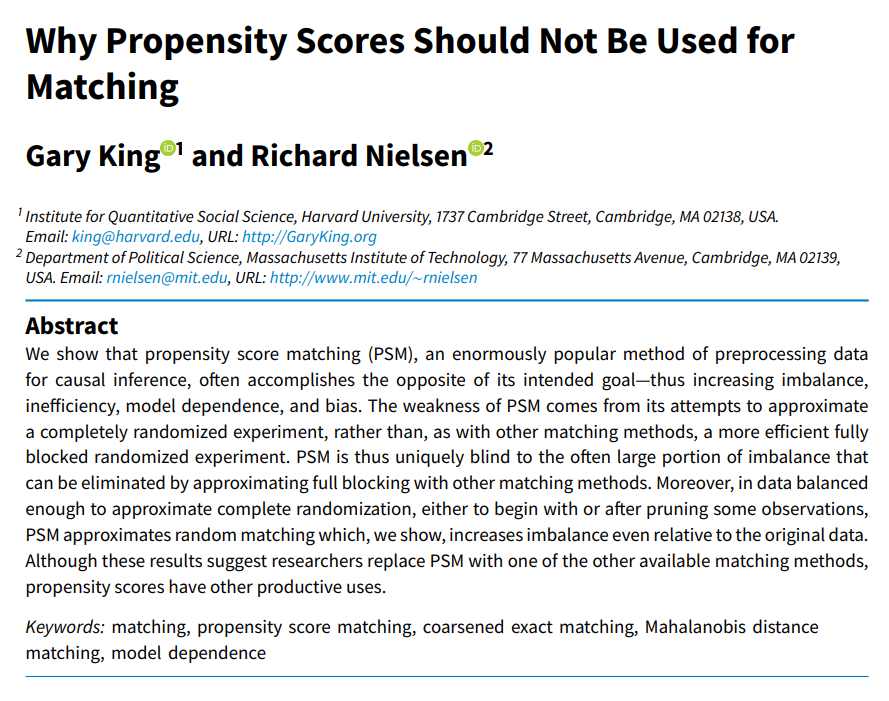 Why Propensity Scores Should Not Be Used for
Matching
Gary King iD 1 and Richard Nielsen iD 2
1 Institute for Quantitative Social Science, Harvard University, 1737 Cambridge Street, Cambridge, MA 02138, USA.
Email: king@harvard.edu, URL: http://GaryKing.org
2 Department of Political Science, Massachusetts Institute of Technology, 77 Massachusetts Avenue, Cambridge, MA 02139,
USA. Email: rnielsen@mit.edu, URL: http://www.mit.edu/~rnielsen
Abstract
We show that propensity score matching (PSM), an enormously popular method of preprocessing data
for causal inference, often accomplishes the opposite of its intended goal—thus increasing imbalance,
inefficiency, model dependence, and bias. The weakness of PSM comes from its attempts to approximate
a completely randomized experiment, rather than, as with other matching methods, a more efficient fully
blocked randomized experiment. PSM is thus uniquely blind to the often large portion of imbalance that
can be eliminated by approximating full blocking with other matching methods. Moreover, in data balanced
enough to approximate complete randomization, either to begin with or after pruning some observations,
PSM approximates random matching which, we show, increases imbalance even relative to the original data.
Although these results suggest researchers replace PSM with one of the other available matching methods,
propensity scores have other productive uses.
Keywords: matching, propensity score matching, coarsened exact matching, Mahalanobis distance
matching, model dependence